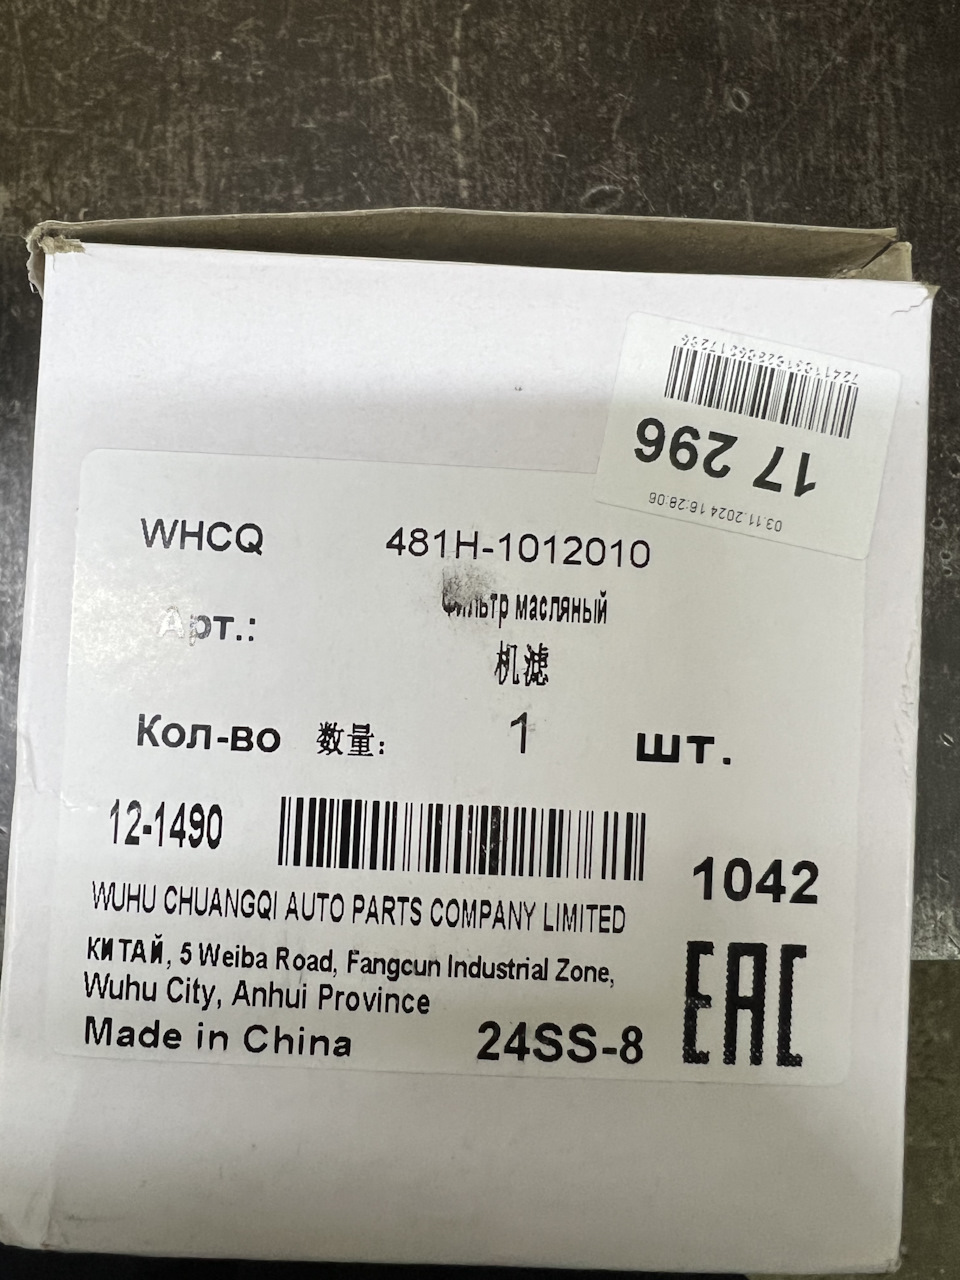 17 296
03.11.2024 16:28:06
WHCQ 481H-1012010
Арт.: Фильтр масляный
机滤
Кол-во 数量: 1 шт.
12-1490
1042
WUHU CHUANGQI AUTO PARTS COMPANY LIMITED
КИТАЙ, 5 Weiba Road, Fangcun Industrial Zone,
Wuhu City, Anhui Province
Made in China 24SS-8
EAC